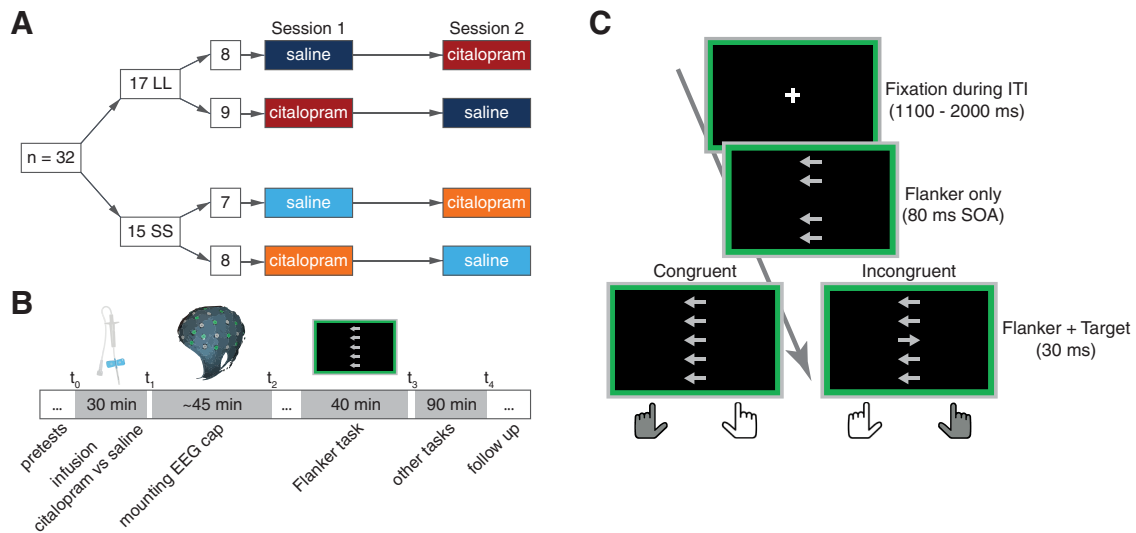 A
Session 1
Session 2
8
saline
citalopram
17 LL
9
citalopram
saline
n = 32
7
saline
citalopram
15 SS
8
citalopram
saline
B
t0
t1
t2
t3
t4
...
30 min
~45 min
...
40 min
90 min
...
pretests
infusion
citalopram vs saline
mounting EEG cap
Flanker task
other tasks
follow up
C
Fixation during ITI
(1100 - 2000 ms)
Flanker only
(80 ms SOA)
Congruent
Incongruent
Flanker + Target
(30 ms)